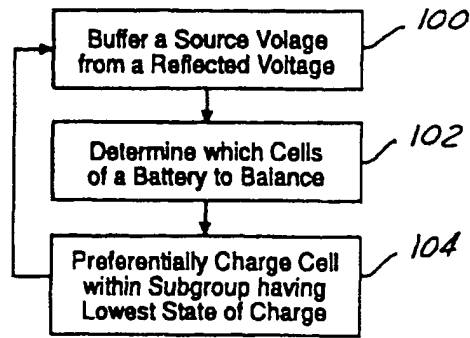 100
Buffer a Source Volage
from a Reflected Voltage
102
Determine which Cells
of a Battery to Balance
104
Preferentially Charge Cell
within Subgroup having
Lowest State of Charge